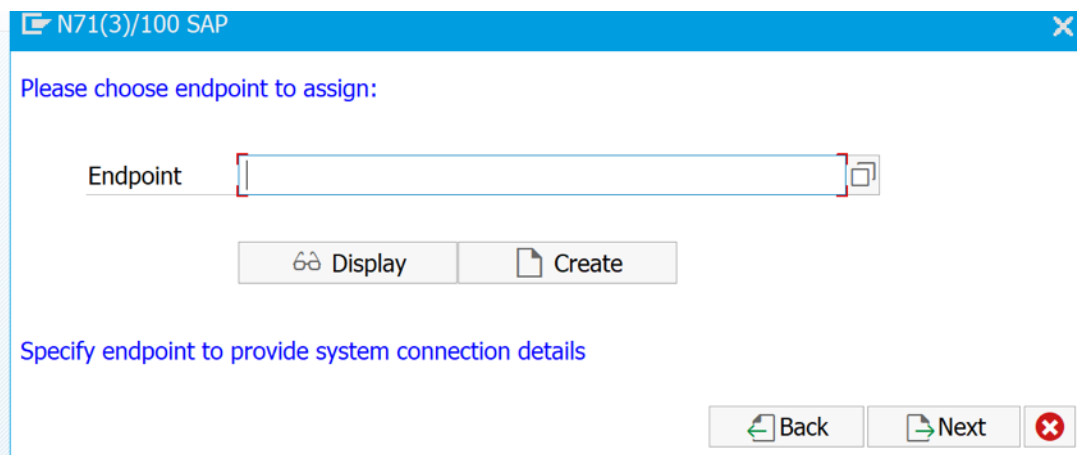 N71(3)/100 SAP
Please choose endpoint to assign:
Endpoint
Display Create
Specify endpoint to provide system connection details
Back Next